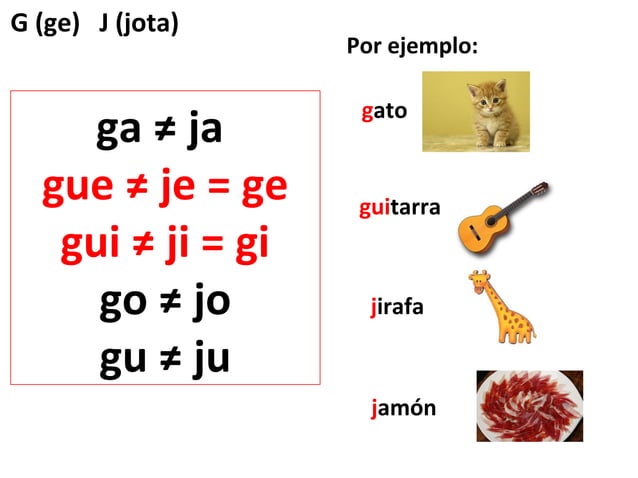 G (ge)   J (jota)
ga ≠ ja
gue ≠ je = ge
gui ≠ ji = gi
go ≠ jo
gu ≠ ju
Por ejemplo:
gato
guitarra
jirafa
jamón